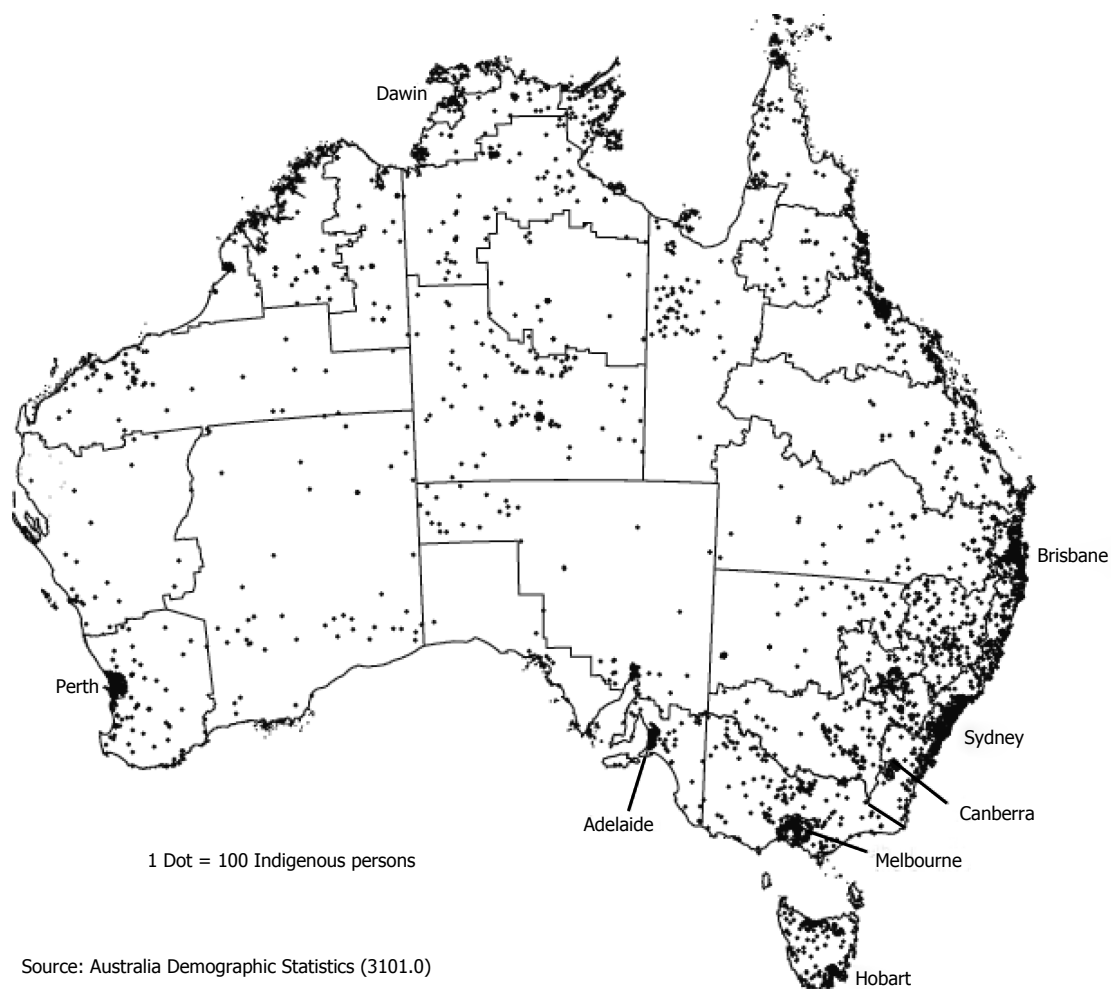 Dawin
Brisbane
Perth
Sydney
Adelaide
Canberra
Melbourne
1 Dot = 100 Indigenous persons
Source: Australia Demographic Statistics (3101.0)
Hobart